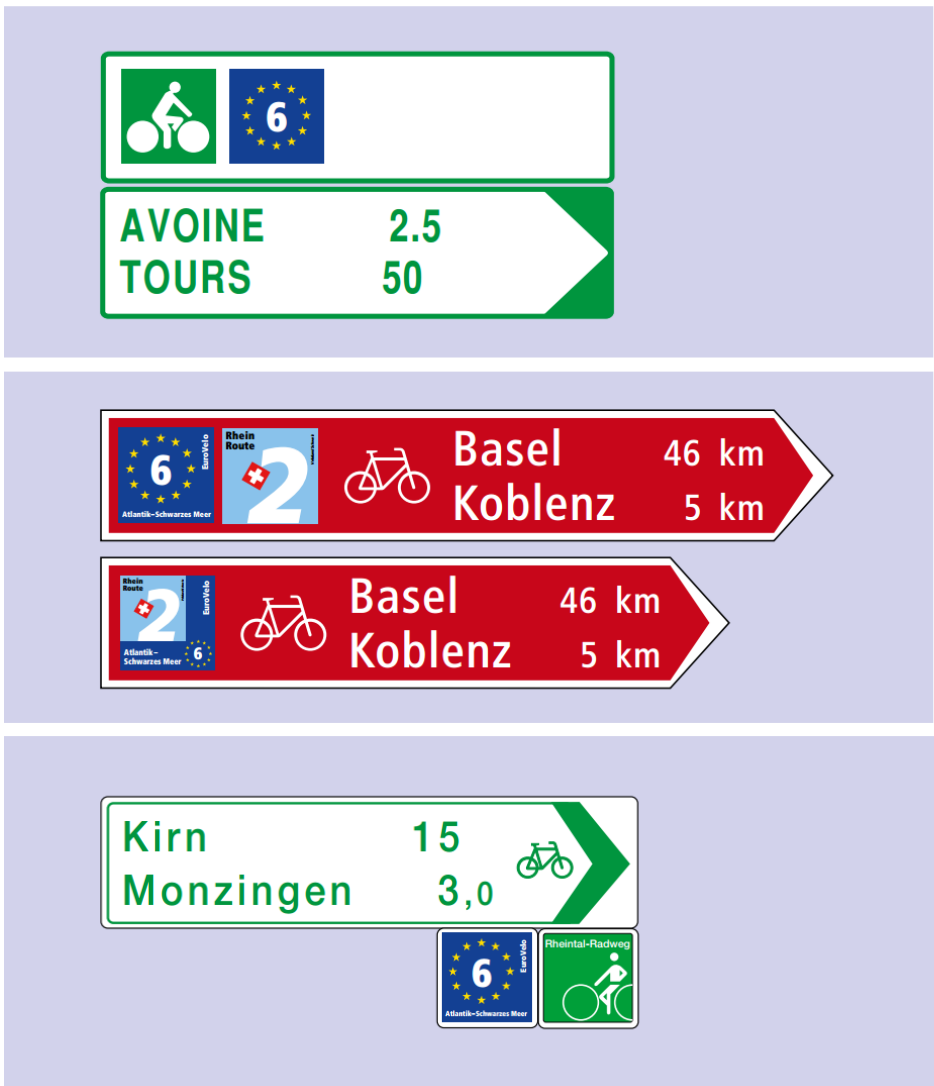 6
AVOINE 2.5
TOURS 50
6
EuroVelo
Atlantik–Schwarzes Meer
Rhein
Route
2
Basel 46 km
Koblenz 5 km
Rhein
Route
2
EuroVelo
Atlantik–
Schwarzes Meer
6
Basel 46 km
Koblenz 5 km
Kirn 15
Monzingen 3,0
6
EuroVelo
Atlantik–Schwarzes Meer
Rheintal-Radweg